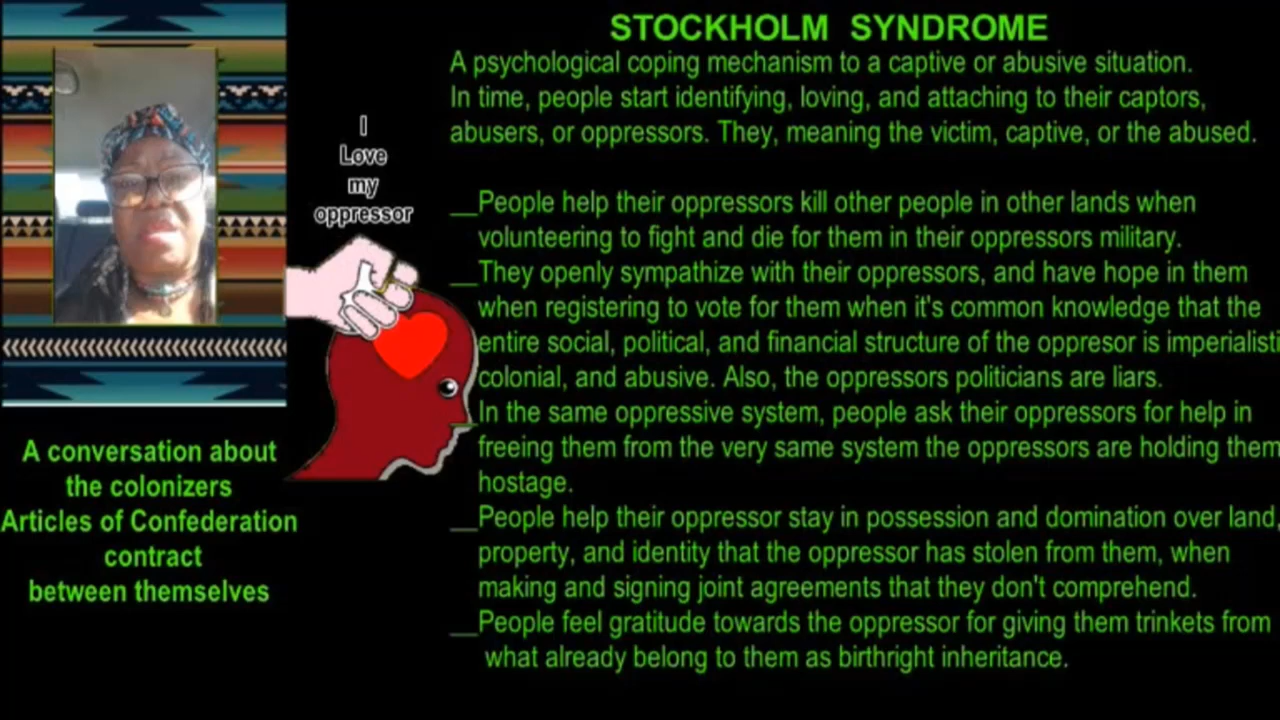 STOCKHOLM SYNDROME
A psychological coping mechanism to a captive or abusive situation.
In time, people start identifying, loving, and attaching to their captors,
abusers, or oppressors. They, meaning the victim, captive, or the abused.
I
Love
my
oppressor
__People help their oppressors kill other people in other lands when
volunteering to fight and die for them in their oppressors military.
__They openly sympathize with their oppressors, and have hope in them
when registering to vote for them when it's common knowledge that the
entire social, political, and financial structure of the oppresor is imperialisti
colonial, and abusive. Also, the oppressors politicians are liars.
__In the same oppressive system, people ask their oppressors for help in
freeing them from the very same system the oppressors are holding them
hostage.
__People help their oppressor stay in possession and domination over land,
property, and identity that the oppressor has stolen from them, when
making and signing joint agreements that they don't comprehend.
__People feel gratitude towards the oppressor for giving them trinkets from
what already belong to them as birthright inheritance.
A conversation about
the colonizers
Articles of Confederation
contract
between themselves